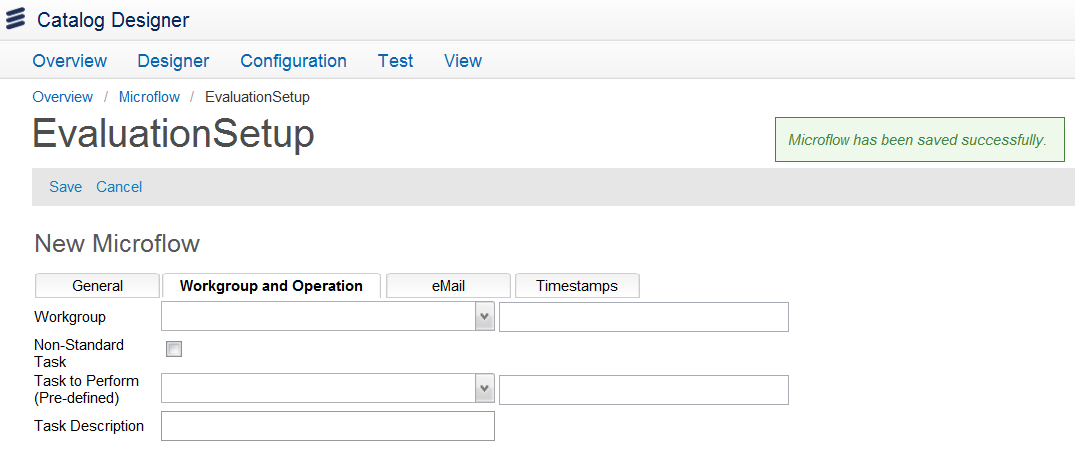 Catalog Designer
Overview Designer Configuration Test View
Overview / Microflow / EvaluationSetup
EvaluationSetup
Microflow has been saved successfully.
Save Cancel
New Microflow
General Workgroup and Operation eMail Timestamps
Workgroup
Non-Standard
Task
Task to Perform
(Pre-defined)
Task Description